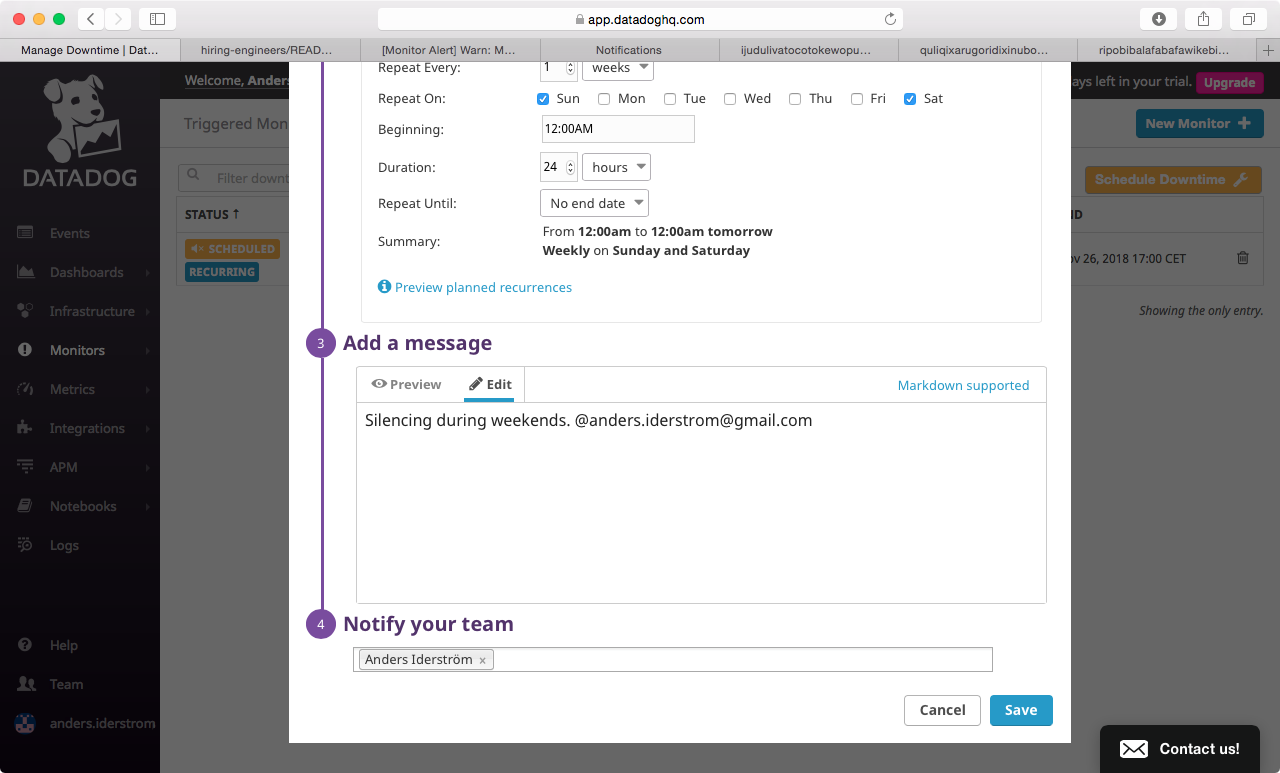 app.datadoghq.com
Manage Downtime | Dat...
hiring-engineers/READ...
[Monitor Alert] Warn: M...
Notifications
ijudulivatocotokewopu...
quliqixarugoridixinubo...
ripobibalafabafawikebi...
Welcome, Anders
ays left in your trial. Upgrade
DATADOG
Events
Dashboards
Infrastructure
Monitors
Metrics
Integrations
APM
Notebooks
Logs
Help
Team
anders.iderstrom
Triggered Mon
New Monitor +
Filter downt
Schedule Downtime
STATUS ↑
ND
SCHEDULED
RECURRING
ov 26, 2018 17:00 CET
Showing the only entry.
Repeat Every: 1 weeks
Repeat On: Sun Mon Tue Wed Thu Fri Sat
Beginning: 12:00AM
Duration: 24 hours
Repeat Until: No end date
Summary: From 12:00am to 12:00am tomorrow
Weekly on Sunday and Saturday
Preview planned recurrences
3 Add a message
Preview Edit Markdown supported
Silencing during weekends. @anders.iderstrom@gmail.com
4 Notify your team
Anders Iderström ×
Cancel Save
Contact us!